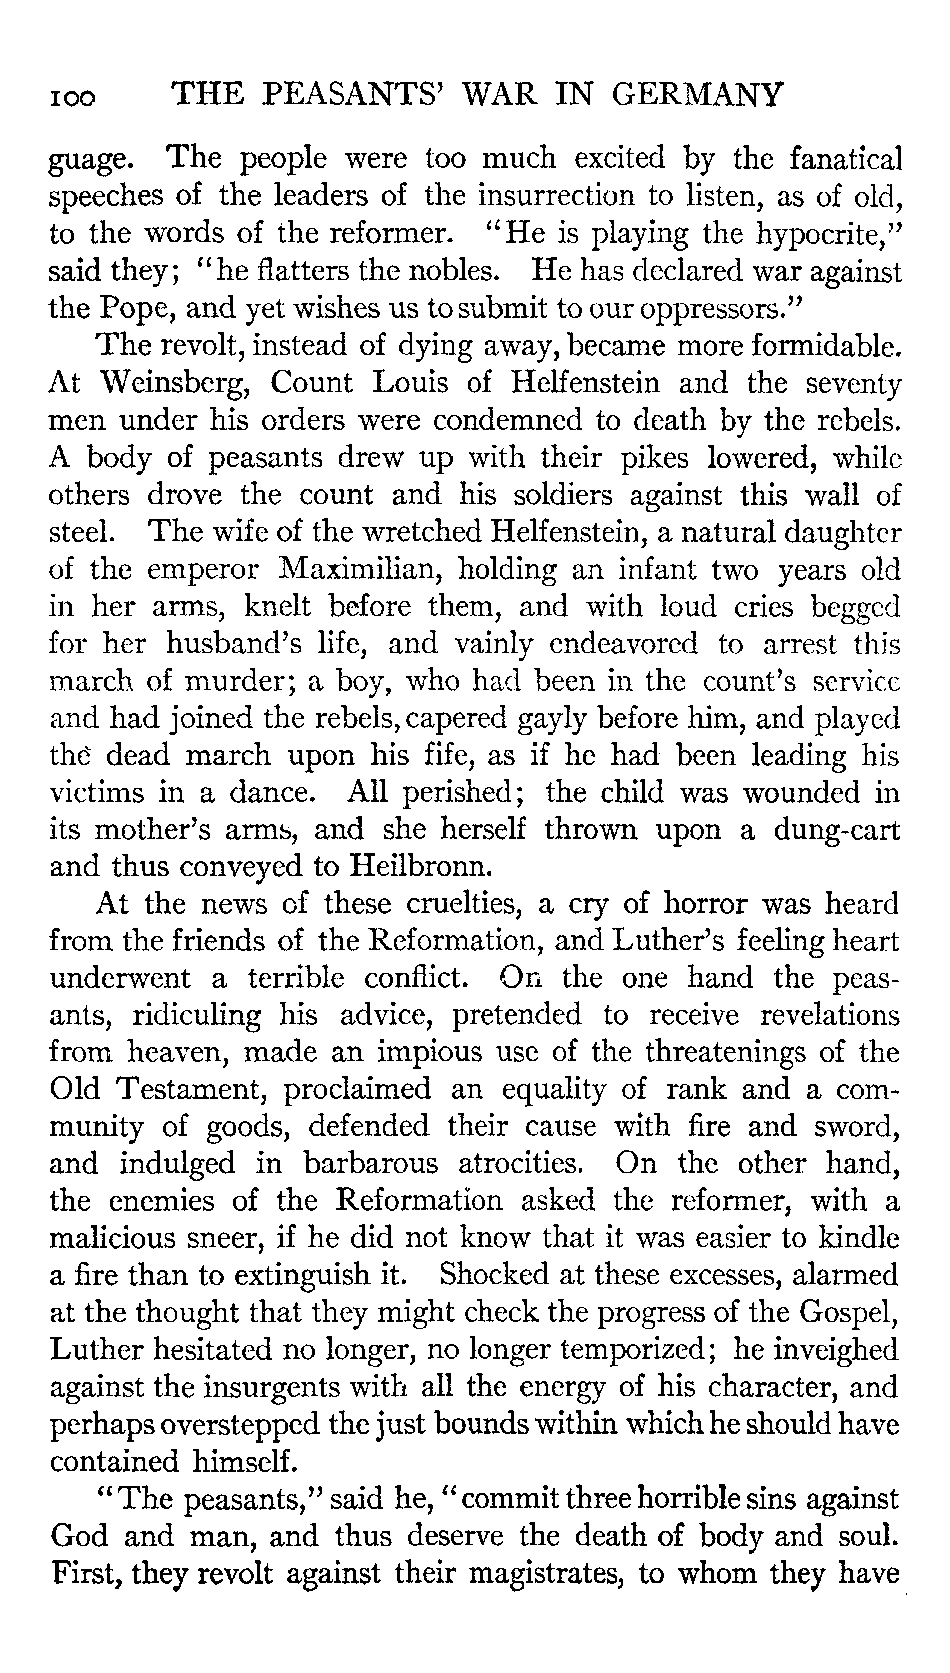 100 THE PEASANTS' WAR IN GERMANY
guage. The people were too much excited by the fanatical
speeches of the leaders of the insurrection to listen, as of old,
to the words of the reformer. "He is playing the hypocrite,"
said they; "he flatters the nobles. He has declared war against
the Pope, and yet wishes us to submit to our oppressors."
The revolt, instead of dying away, became more formidable.
At Weinsberg, Count Louis of Helfenstein and the seventy
men under his orders were condemned to death by the rebels.
A body of peasants drew up with their pikes lowered, while
others drove the count and his soldiers against this wall of
steel. The wife of the wretched Helfenstein, a natural daughter
of the emperor Maximilian, holding an infant two years old
in her arms, knelt before them, and with loud cries begged
for her husband's life, and vainly endeavored to arrest this
march of murder; a boy, who had been in the count's service
and had joined the rebels, capered gayly before him, and played
the dead march upon his fife, as if he had been leading his
victims in a dance. All perished; the child was wounded in
its mother's arms, and she herself thrown upon a dung-cart
and thus conveyed to Heilbronn.
At the news of these cruelties, a cry of horror was heard
from the friends of the Reformation, and Luther's feeling heart
underwent a terrible conflict. On the one hand the peas-
ants, ridiculing his advice, pretended to receive revelations
from heaven, made an impious use of the threatenings of the
Old Testament, proclaimed an equality of rank and a com-
munity of goods, defended their cause with fire and sword,
and indulged in barbarous atrocities. On the other hand,
the enemies of the Reformation asked the reformer, with a
malicious sneer, if he did not know that it was easier to kindle
a fire than to extinguish it. Shocked at these excesses, alarmed
at the thought that they might check the progress of the Gospel,
Luther hesitated no longer, no longer temporized; he inveighed
against the insurgents with all the energy of his character, and
perhaps overstepped the just bounds within which he should have
contained himself.
"The peasants," said he, "commit three horrible sins against
God and man, and thus deserve the death of body and soul.
First, they revolt against their magistrates, to whom they have